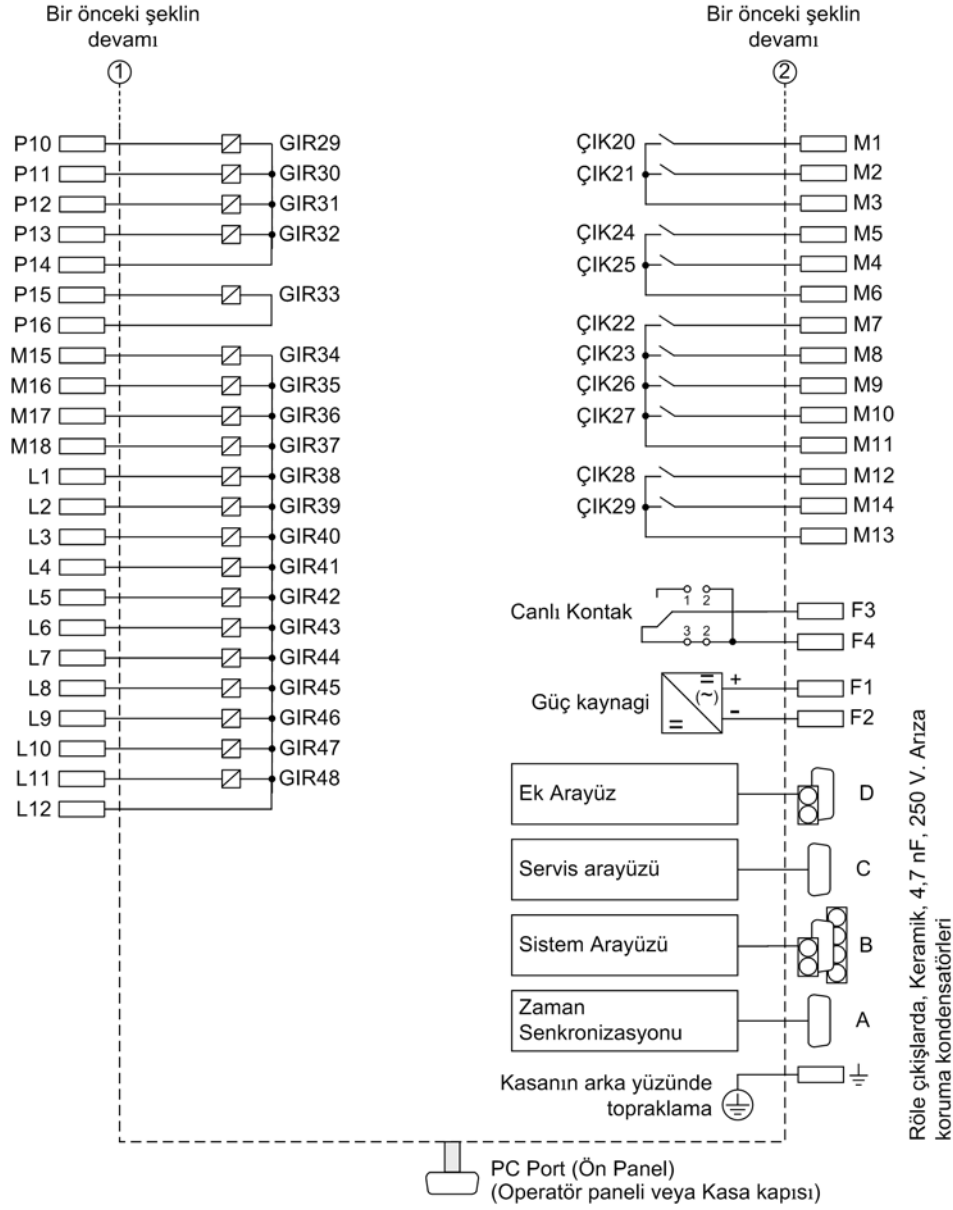 Bir önceki şeklin
devamı
1
P10 GIR29
P11 GIR30
P12 GIR31
P13 GIR32
P14
P15 GIR33
P16
M15 GIR34
M16 GIR35
M17 GIR36
M18 GIR37
L1 GIR38
L2 GIR39
L3 GIR40
L4 GIR41
L5 GIR42
L6 GIR43
L7 GIR44
L8 GIR45
L9 GIR46
L10 GIR47
L11 GIR48
L12
Bir önceki şeklin
devamı
2
ÇIK20 M1
ÇIK21 M2
M3
ÇIK24 M5
ÇIK25 M4
M6
ÇIK22 M7
ÇIK23 M8
ÇIK26 M9
ÇIK27 M10
M11
ÇIK28 M12
ÇIK29 M14
M13
Canlı Kontak
1 2
3 2
F3
F4
Güç kaynagi
= (~) =
+ F1
- F2
Ek Arayüz D
Servis arayüzü C
Sistem Arayüzü B
Zaman
Senkronizasyonu
A
Kasanın arka yüzünde
topraklama
PC Port (Ön Panel)
(Operatör paneli veya Kasa kapısı)
Röle çıkişlarda, Keramik, 4,7 nF, 250 V. Arıza
koruma kondensatörleri